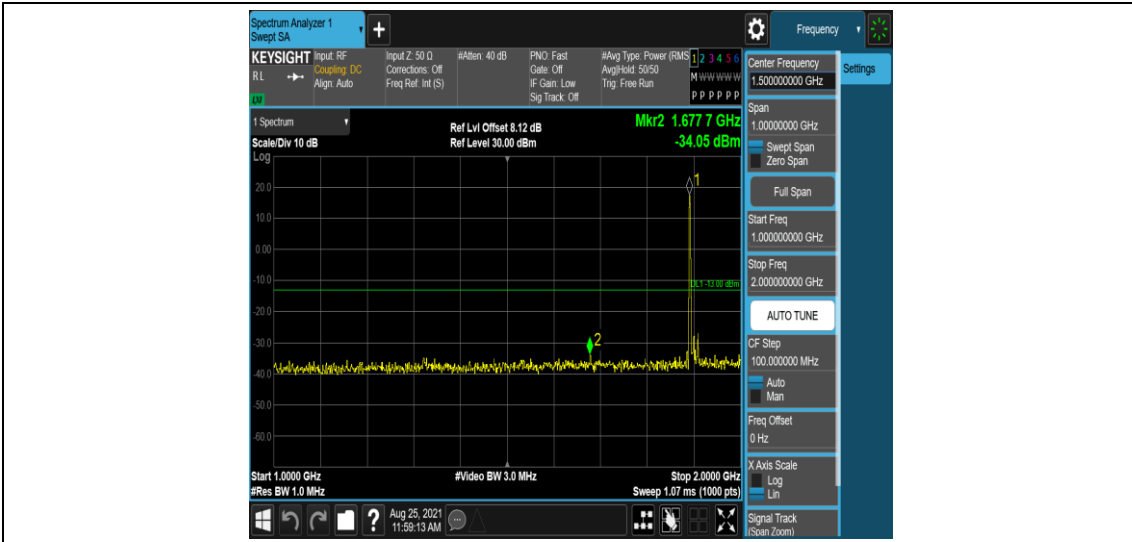 Spectrum Analyzer 1
Swept SA
+
Frequency
KEYSIGHT
Input: RF
Coupling: DC
Align: Auto
RL
Input Z: 50 Ω
Corrections: Off
Freq Ref: Int (S)
#Atten: 40 dB
PNO: Fast
Gate: Off
IF Gain: Low
Sig Track: Off
#Avg Type: Power (RMS
Avg|Hold: 50/50
Trig: Free Run
1 2 3 4 5 6
M W W W W W
P P P P P P
1 Spectrum
Scale/Div 10 dB
Log
Ref Lvl Offset 8.12 dB
Ref Level 30.00 dBm
Mkr2 1.677 7 GHz
-34.05 dBm
20.0
10.0
0.00
-10.0
-20.0
-30.0
-40.0
-50.0
-60.0
1
2
DL1 -13.00 dBm
Start 1.0000 GHz
#Res BW 1.0 MHz
#Video BW 3.0 MHz
Stop 2.0000 GHz
Sweep 1.07 ms (1000 pts)
Center Frequency
1.500000000 GHz
Settings
Span
1.00000000 GHz
Swept Span
Zero Span
Full Span
Start Freq
1.000000000 GHz
Stop Freq
2.000000000 GHz
AUTO TUNE
CF Step
100.000000 MHz
Auto
Man
Freq Offset
0 Hz
X Axis Scale
Log
Lin
Signal Track
(Span Zoom)
?
Aug 25, 2021
11:59:13 AM